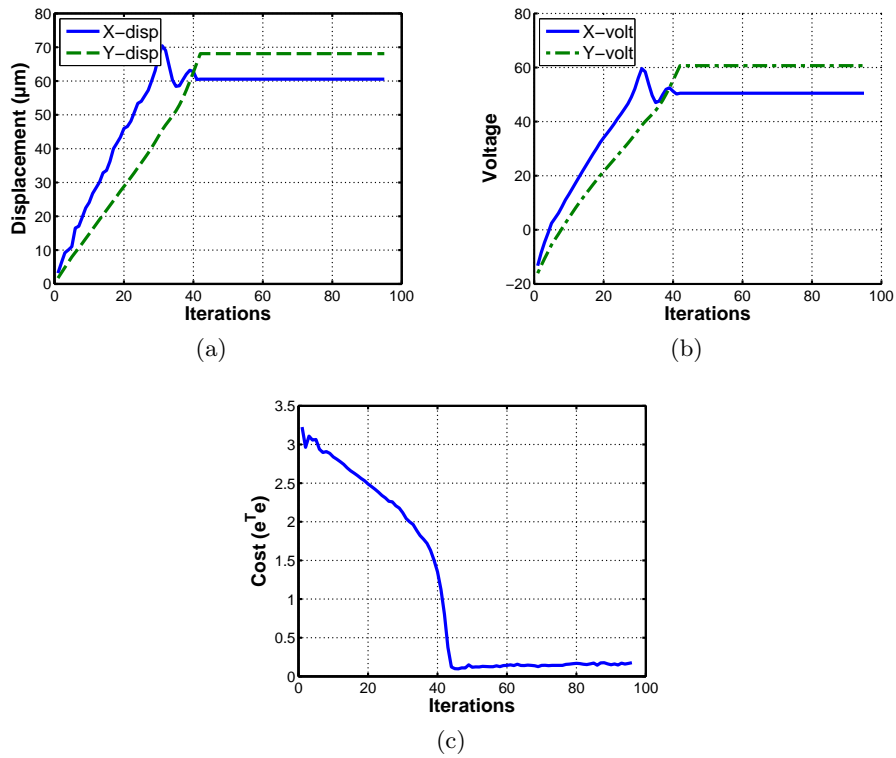 80
70
60
50
40
30
20
10
0
Displacement (µm)
X−disp
Y−disp
0 20 40 60 80 100
Iterations
(a)
80
60
40
20
0
−20
Voltage
X−volt
Y−volt
0 20 40 60 80 100
Iterations
(b)
3.5
3
2.5
2
1.5
1
0.5
0
Cost (eᵀe)
0 20 40 60 80 100
Iterations
(c)